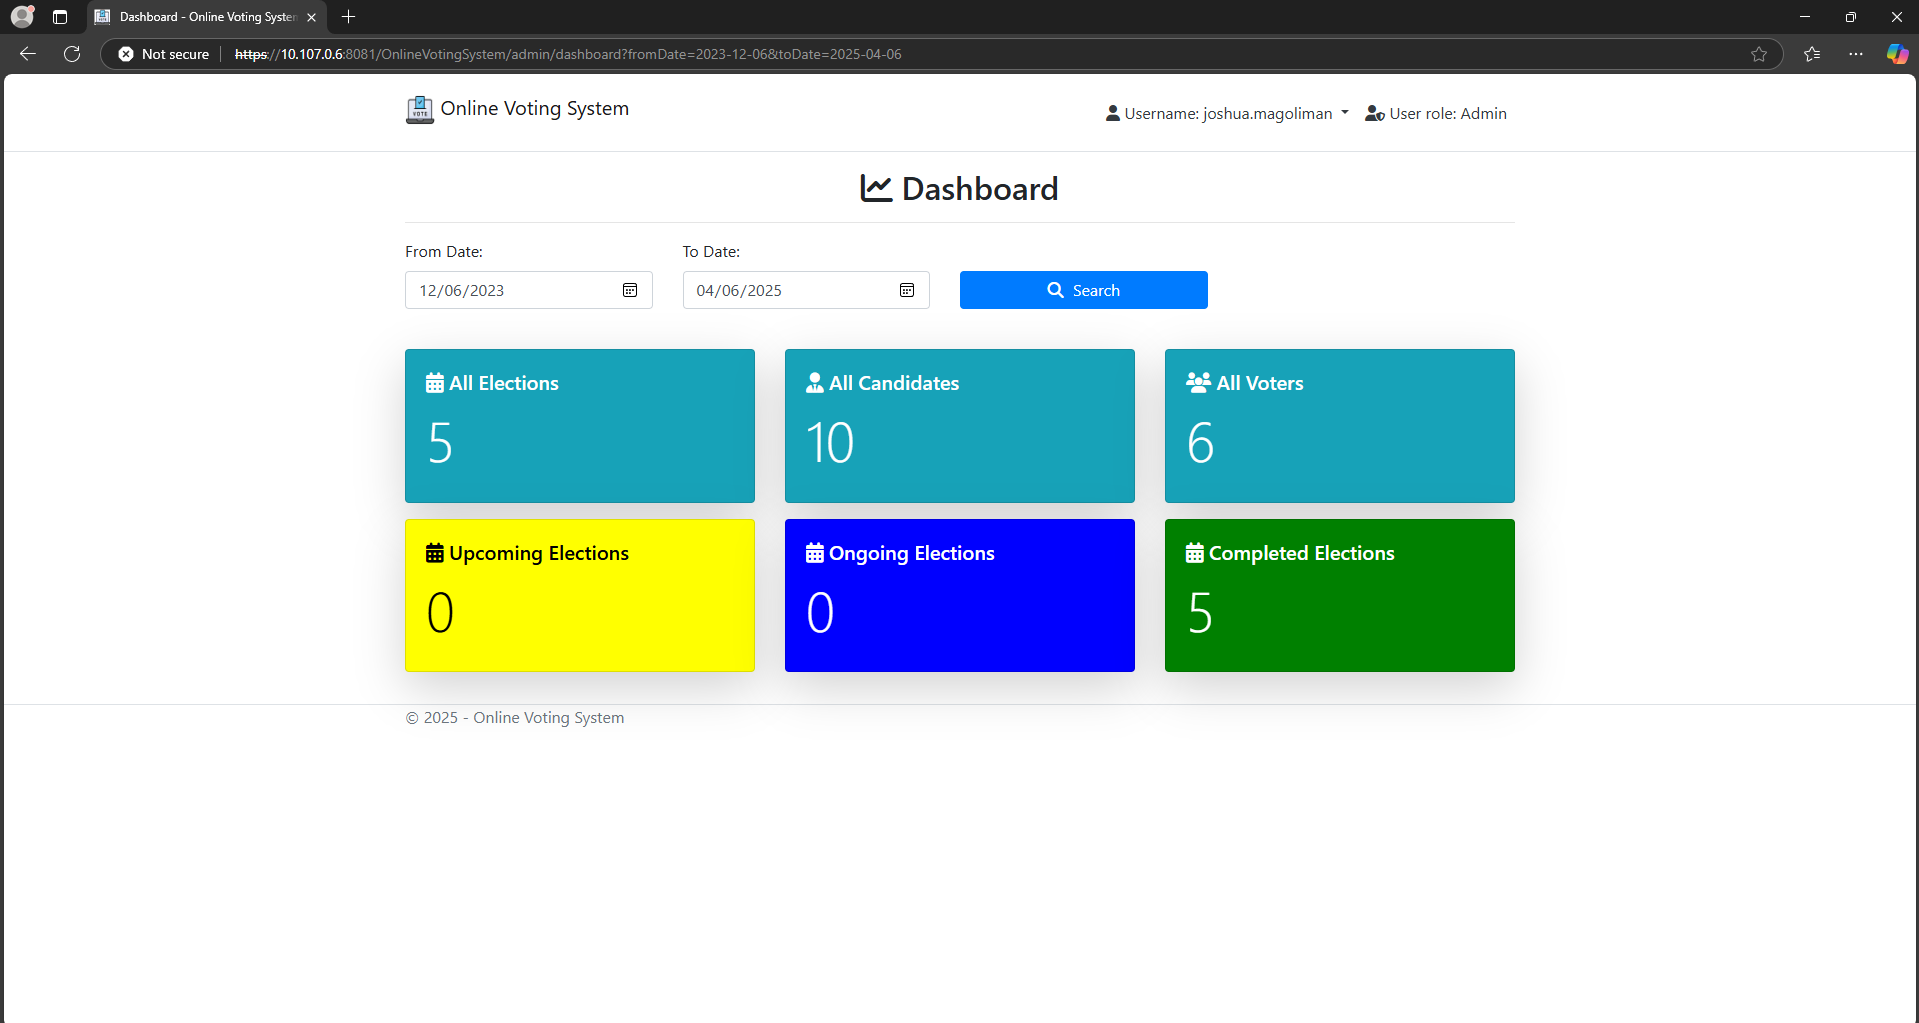 Dashboard - Online Voting System
Not secure
https://10.107.0.6:8081/OnlineVotingSystem/admin/dashboard?fromDate=2023-12-06&toDate=2025-04-06
VOTE
Online Voting System
Username: joshua.magoliman
User role: Admin
Dashboard
From Date:
To Date:
12/06/2023
04/06/2025
Search
All Elections
5
All Candidates
10
All Voters
6
Upcoming Elections
0
Ongoing Elections
0
Completed Elections
5
© 2025 - Online Voting System